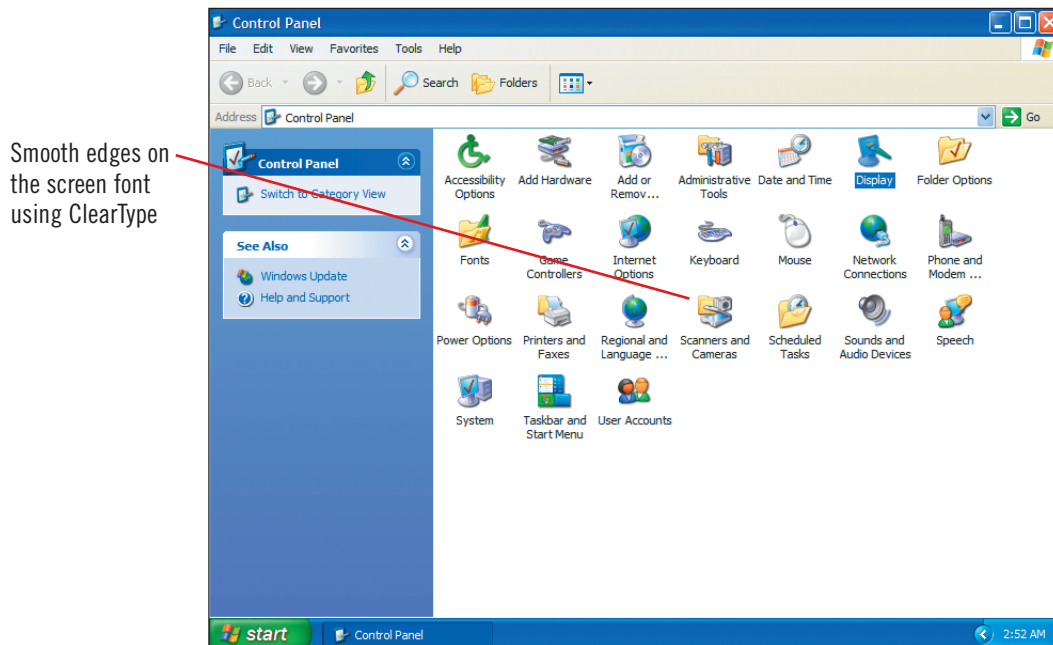 Control Panel
File Edit View Favorites Tools Help
Back Search Folders
Address Control Panel Go
Smooth edges on
the screen font
using ClearType
Control Panel
Switch to Category View
See Also
Windows Update
Help and Support
Accessibility
Options
Add Hardware
Add or
Remov...
Administrative
Tools
Date and Time
Display
Folder Options
Fonts
Game
Controllers
Internet
Options
Keyboard
Mouse
Network
Connections
Phone and
Modem ...
Power Options
Printers and
Faxes
Regional and
Language ...
Scanners and
Cameras
Scheduled
Tasks
Sounds and
Audio Devices
Speech
System
Taskbar and
Start Menu
User Accounts
start Control Panel 2:52 AM